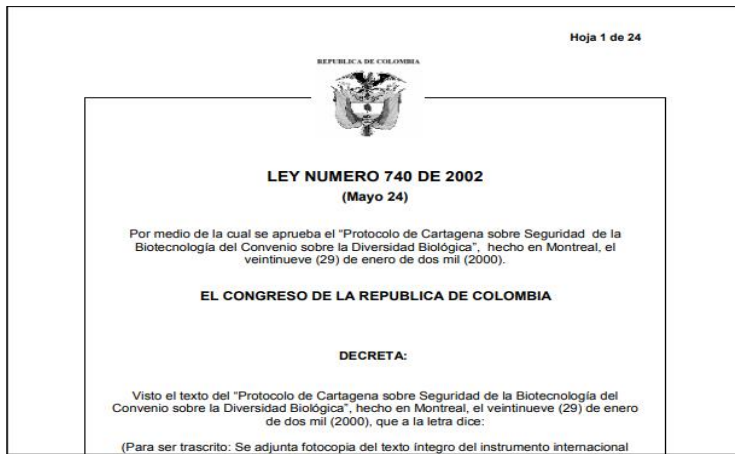 Hoja 1 de 24
REPUBLICA DE COLOMBIA
LEY NUMERO 740 DE 2002
(Mayo 24)
Por medio de la cual se aprueba el "Protocolo de Cartagena sobre Seguridad de la
Biotecnología del Convenio sobre la Diversidad Biológica", hecho en Montreal, el
veintinueve (29) de enero de dos mil (2000).
EL CONGRESO DE LA REPUBLICA DE COLOMBIA
DECRETA:
Visto el texto del "Protocolo de Cartagena sobre Seguridad de la Biotecnología del
Convenio sobre la Diversidad Biológica", hecho en Montreal, el veintinueve (29) de enero
de dos mil (2000), que a la letra dice:
(Para ser trascrito: Se adjunta fotocopia del texto íntegro del instrumento internacional